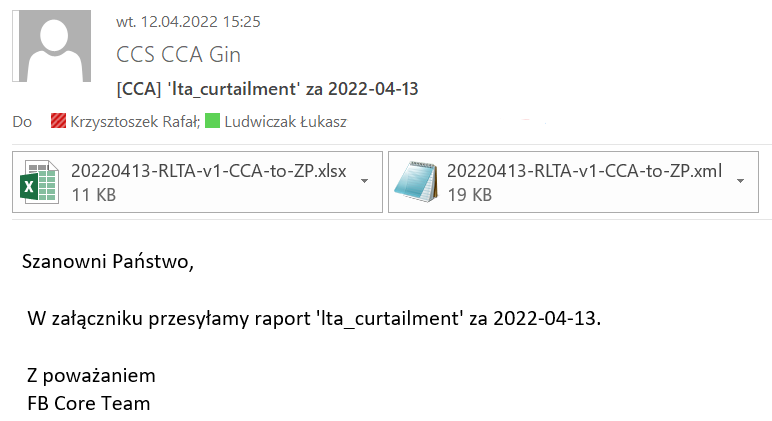 wt. 12.04.2022 15:25
CCS CCA Gin
[CCA] 'lta_curtailment' za 2022-04-13
Do Krzysztoszek Rafał; Ludwiczak Łukasz
20220413-RLTA-v1-CCA-to-ZP.xlsx
11 KB
20220413-RLTA-v1-CCA-to-ZP.xml
19 KB
Szanowni Państwo,
W załączniku przesyłamy raport 'lta_curtailment' za 2022-04-13.
Z poważaniem
FB Core Team